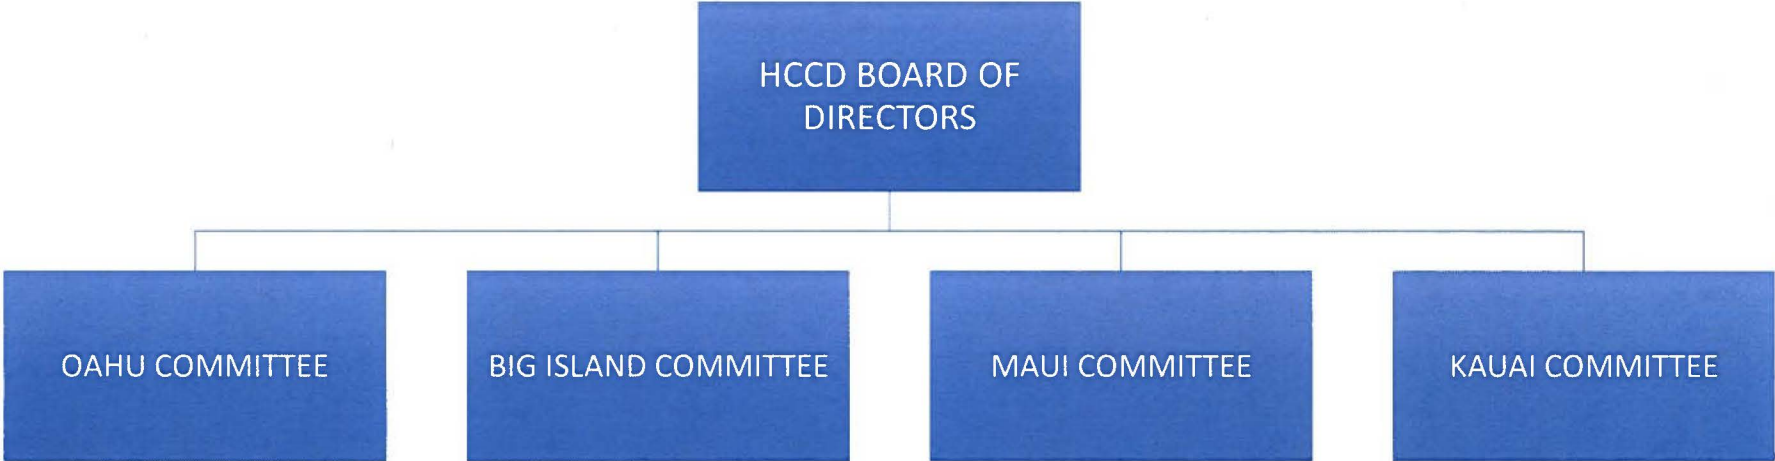 HCCD BOARD OF
DIRECTORS
OAHU COMMITTEE
BIG ISLAND COMMITTEE
MAUI COMMITTEE
KAUAI COMMITTEE